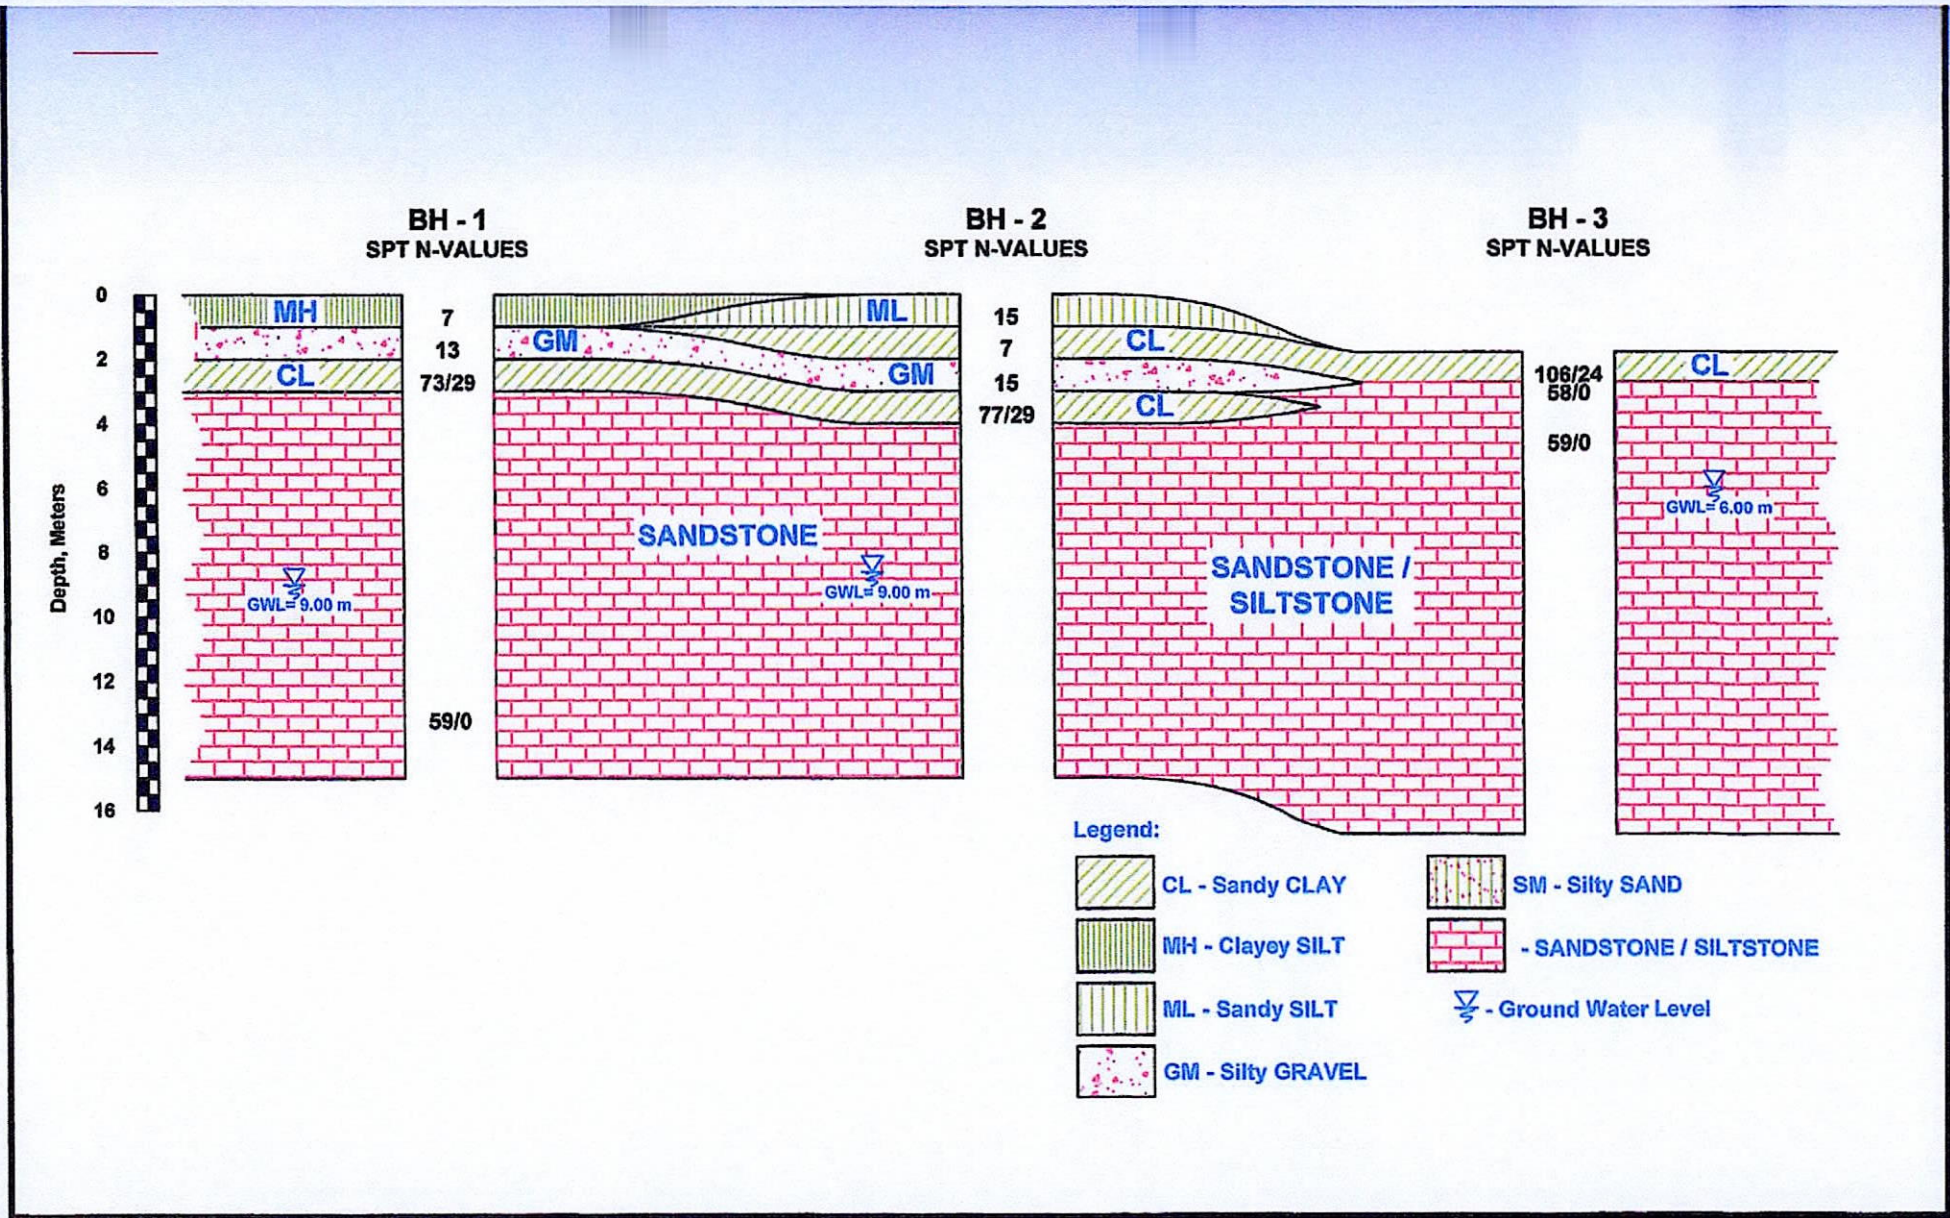 BH - 1
SPT N-VALUES
BH - 2
SPT N-VALUES
BH - 3
SPT N-VALUES
Depth, Meters
0
2
4
6
8
10
12
14
16
MH
CL
GWL= 9.00 m
7
13
73/29
59/0
GM
ML
GM
SANDSTONE
GWL= 9.00 m
15
7
15
77/29
CL
CL
SANDSTONE /
SILTSTONE
106/24
58/0
59/0
CL
GWL= 6.00 m
Legend:
CL - Sandy CLAY
MH - Clayey SILT
ML - Sandy SILT
GM - Silty GRAVEL
SM - Silty SAND
- SANDSTONE / SILTSTONE
- Ground Water Level